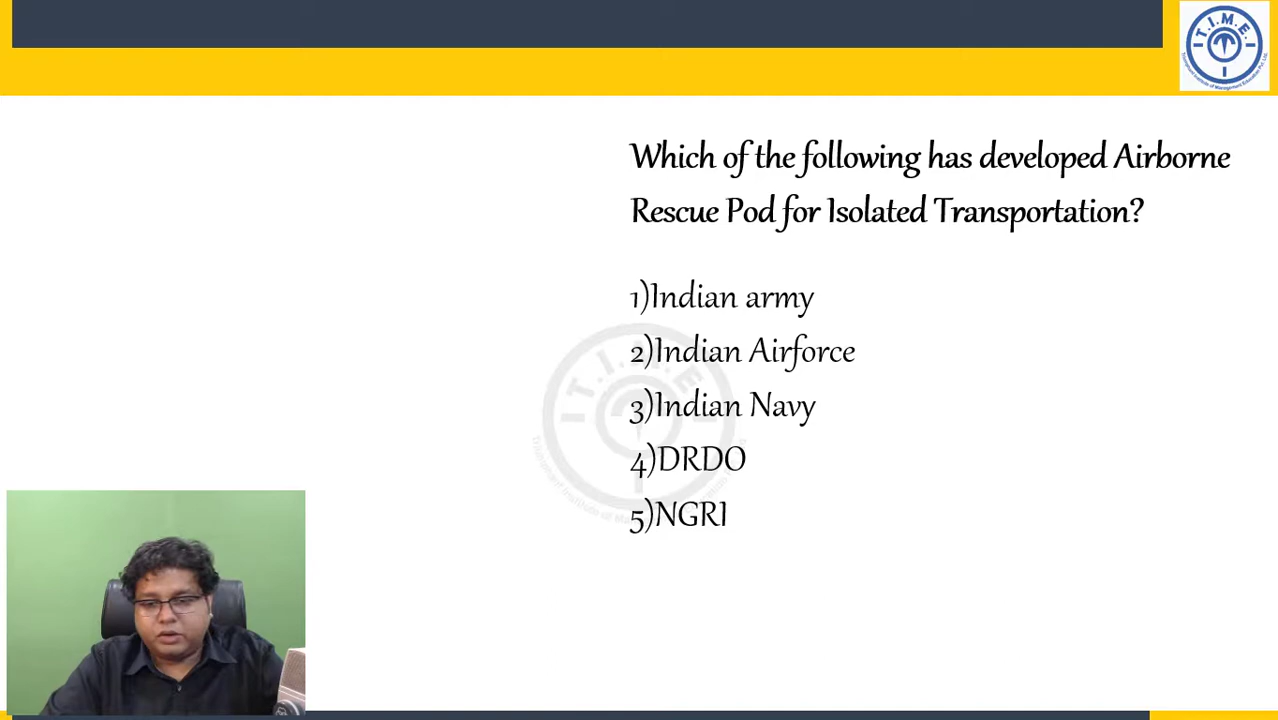 I T.I.M.E I
Which of the following has developed Airborne
Rescue Pod for Isolated Transportation?
1)Indian army
2)Indian Airforce
3)Indian Navy
4)DRDO
5)NGRI
I T.I.M.E I